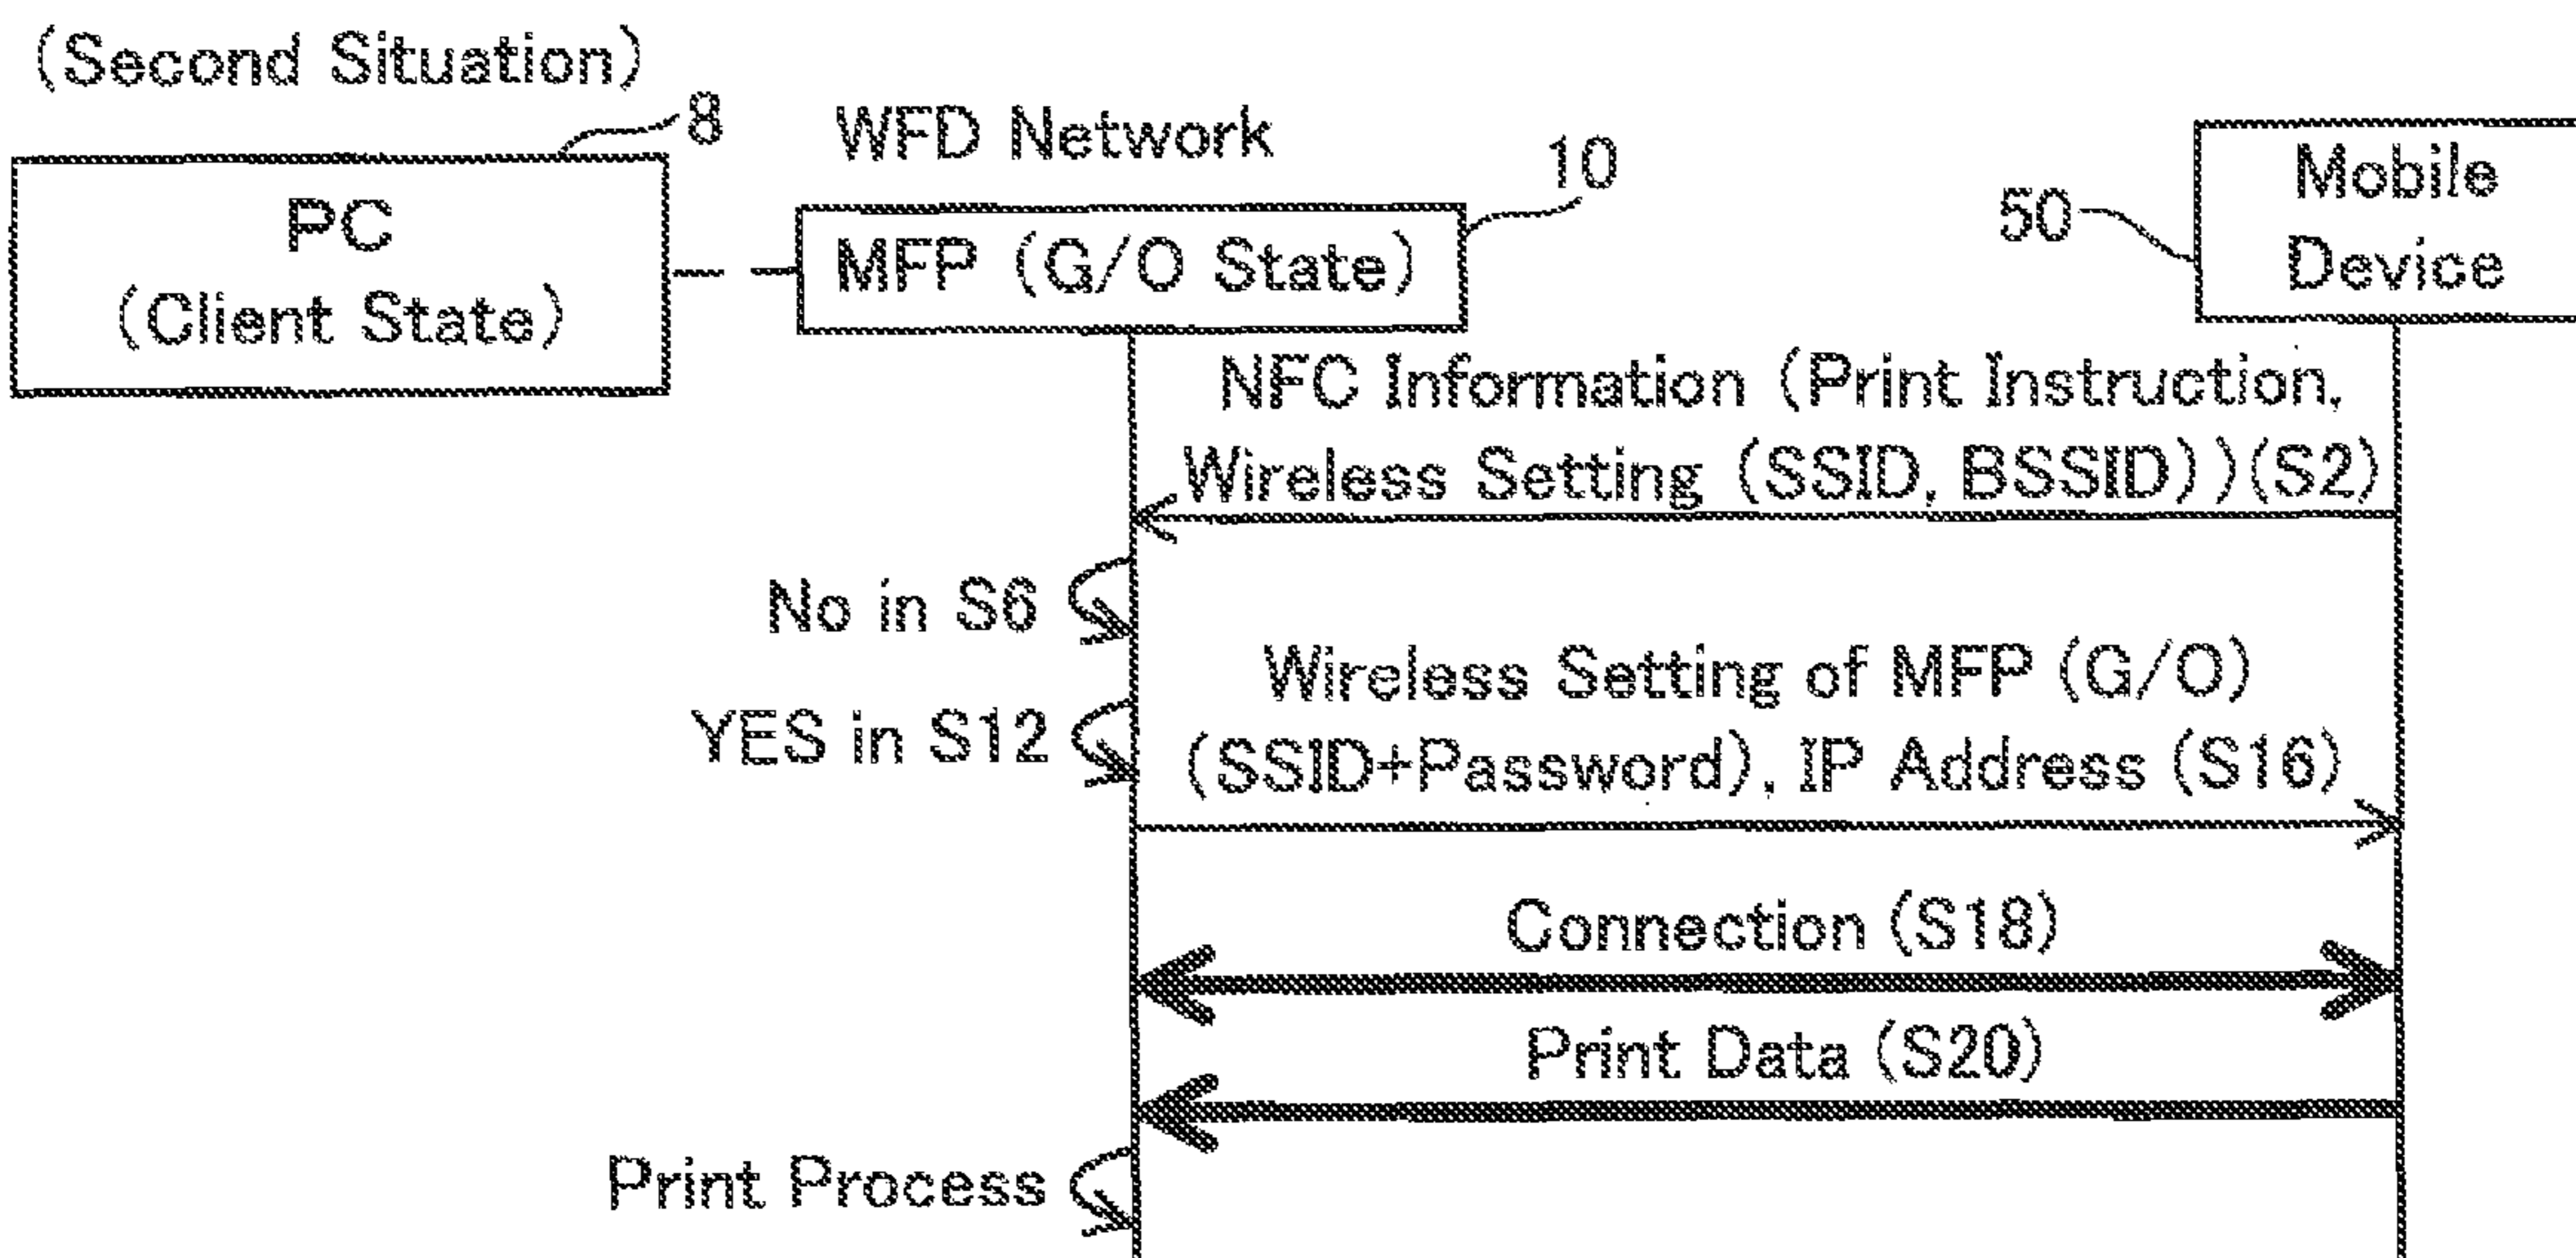 (Second Situation)
8
WFD Network
10
PC
(Client State)
MFP (G/O State)
50
Mobile
Device
NFC Information (Print Instruction,
Wireless Setting (SSID, BSSID))(S2)
No in S6
YES in S12
Wireless Setting of MFP (G/O)
(SSID+Password), IP Address (S16)
Connection (S18)
Print Data (S20)
Print Process